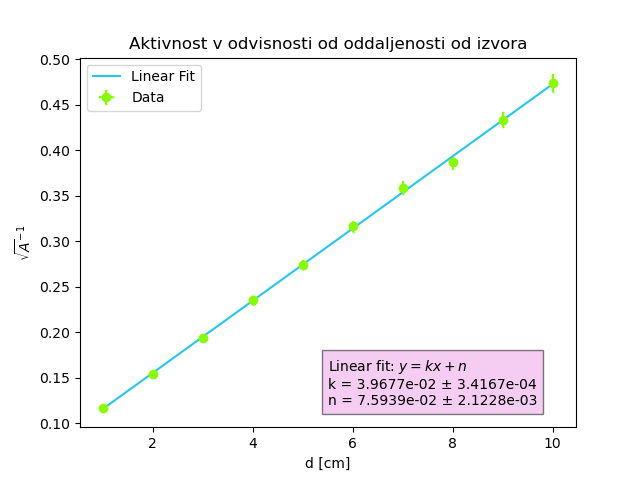 Aktivnost v odvisnosti od oddaljenosti od izvora
Linear Fit
Data
0.50
0.45
0.40
0.35
0.30
0.25
0.20
0.15
0.10
√A⁻¹
Linear fit: y = kx + n
k = 3.9677e-02 ± 3.4167e-04
n = 7.5939e-02 ± 2.1228e-03
2 4 6 8 10
d [cm]